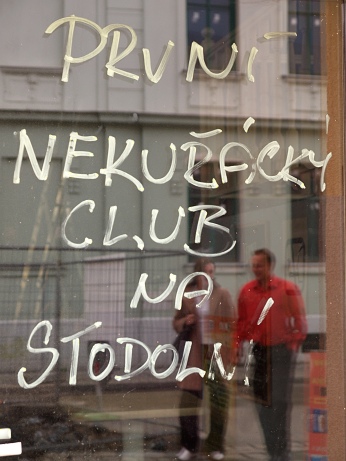 PRVNÍ
NEKUŘÁCKÝ
CLUB
NA
STODOLNÍ